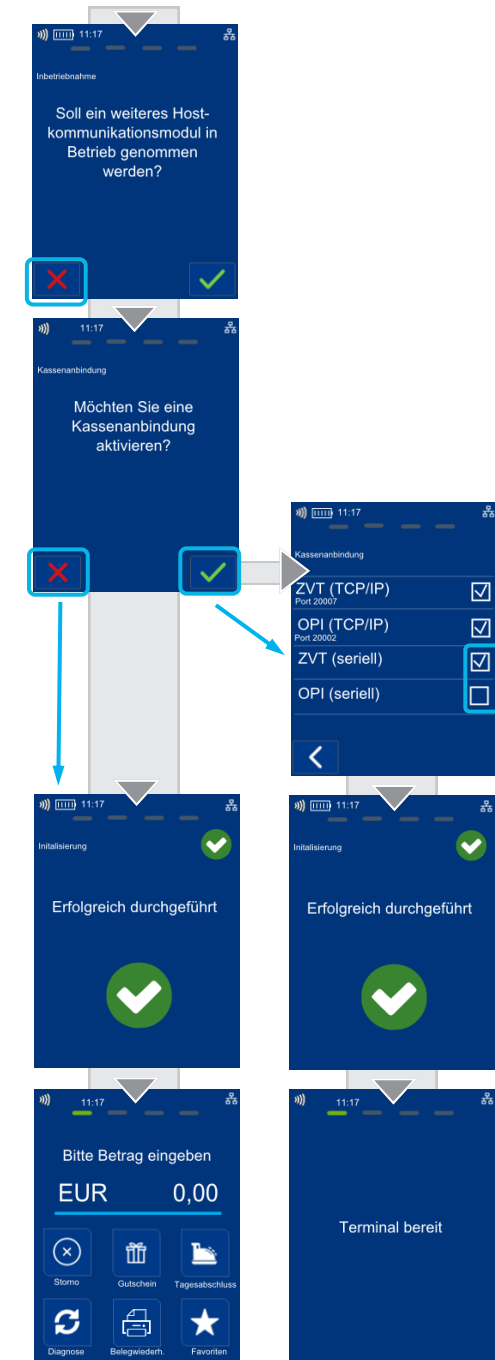 11:17
Inbetriebnahme
Soll ein weiteres Host-
kommunikationsmodul in
Betrieb genommen
werden?
11:17
Kassenanbindung
Möchten Sie eine
Kassenanbindung
aktivieren?
11:17
Kassenanbindung
ZVT (TCP/IP)
Port 20007
OPI (TCP/IP)
Port 20002
ZVT (seriell)
OPI (seriell)
11:17
Initalisierung
Erfolgreich durchgeführt
11:17
Initalisierung
Erfolgreich durchgeführt
11:17
Bitte Betrag eingeben
EUR 0,00
Storno Gutschein Tagesabschluss
Diagnose Belegwiederh. Favoriten
11:17
Terminal bereit